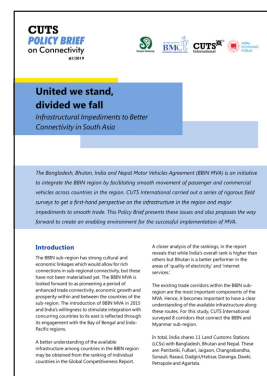 CUTS
POLICY BRIEF
on Connectivity
#1/2019
BMC
CUTS
International
United we stand,
divided we fall
Infrastructural Impediments to Better
Connectivity in South Asia
The Bangladesh, Bhutan, India and Nepal Motor Vehicles Agreement (BBIN MVA) is an initiative
to integrate the BBIN region by facilitating smooth movement of passenger and commercial
vehicles across countries in the region. CUTS International carried out a series of rigorous field
surveys to get a first-hand perspective on the infrastructure in the region and major
impediments to smooth trade. This Policy Brief presents these issues and also proposes the way
forward to create an enabling environment for the successful implementation of MVA.
Introduction
The BBIN sub-region has strong cultural and
economic linkages which would allow for rich
connections in sub-regional connectivity, but these
have not been materialised yet. The BBIN MVA is
looked forward to as pioneering a period of
enhanced trade connectivity, economic growth and
prosperity within and between the countries of the
sub-region. The introduction of BBIN MVA in 2015
and India's willingness to stimulate integration with
concurring countries to its east is reflected through
its engagement with the Bay of Bengal and Indo-
Pacific regions.
A better understanding of the available
infrastructure among countries in the BBIN region
may be obtained from the ranking of individual
countries in the Global Competitiveness Report.
A closer analysis of the rankings, in the report
reveals that while India's overall rank is higher than
others but Bhutan is a better performer in the
areas of 'quality of electricity,' and 'internet
services.'
The existing trade corridors within the BBIN sub-
region are the most important components of the
MVA. Hence, it becomes important to have a clear
understanding of the available infrastructure along
these routes. For this study, CUTS International
surveyed 8 corridors that connect the BBIN and
Myanmar sub-region.
In total, India shares 11 Land Customs Stations
(LCSs) with Bangladesh, Bhutan and Nepal. These
are: Panitanki, Fulbari, Jaigaon, Changrabandha,
Sonauli, Raxaul, Dadgiri/Hatisar, Daranga, Dawki,
Petrapole and Agartala.